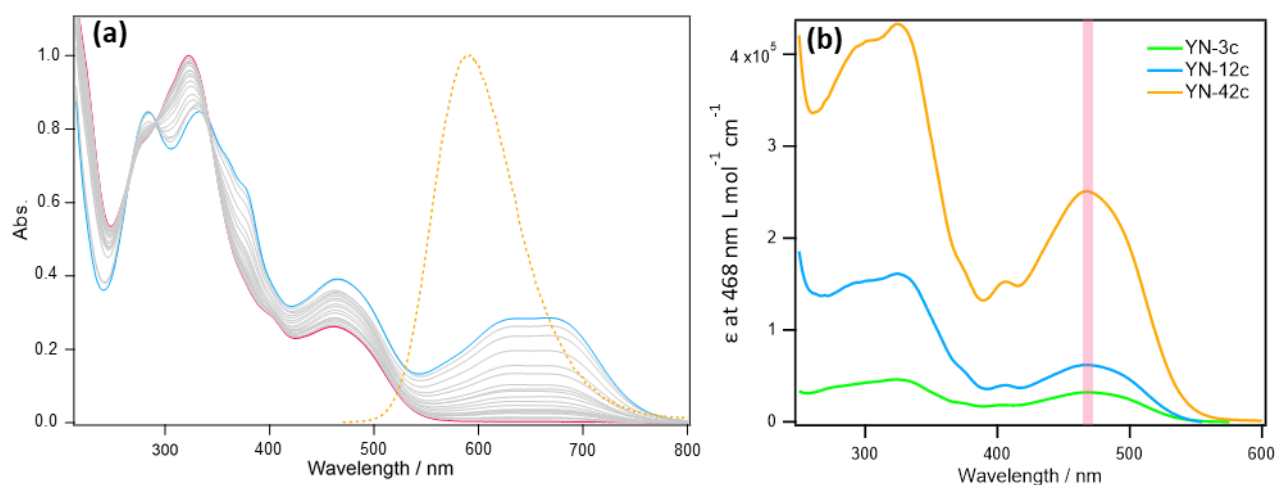 (a)
1.0
0.8
0.6
0.4
0.2
0.0
Abs.
300
400
500
600
700
800
Wavelength / nm
(b)
4 x10⁵
3
2
1
0
ε at 468 nm L mol⁻¹ cm⁻¹
YN-3c
YN-12c
YN-42c
300
400
500
600
Wavelength / nm